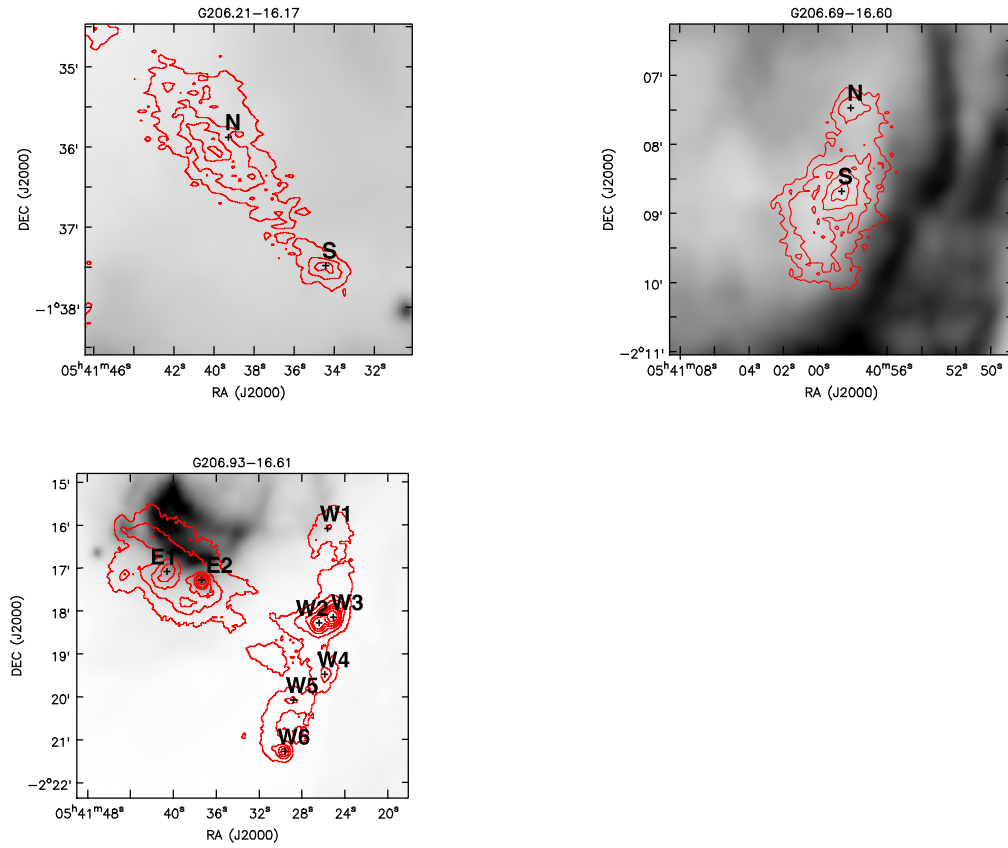 G206.21−16.17
35'
36'
37'
−1°38'
DEC (J2000)
N
S
05ʰ41ᵐ46ˢ 42ˢ 40ˢ 38ˢ 36ˢ 34ˢ 32ˢ
RA (J2000)
G206.69−16.60
07'
08'
09'
10'
−2°11'
DEC (J2000)
N
S
05ʰ41ᵐ08ˢ 04ˢ 02ˢ 00ˢ 40ᵐ56ˢ 52ˢ 50ˢ
RA (J2000)
G206.93−16.61
15'
16'
17'
18'
19'
20'
21'
−2°22'
DEC (J2000)
W1
E1
E2
W2
W3
W4
W5
W6
05ʰ41ᵐ48ˢ 40ˢ 36ˢ 32ˢ 28ˢ 24ˢ 20ˢ
RA (J2000)